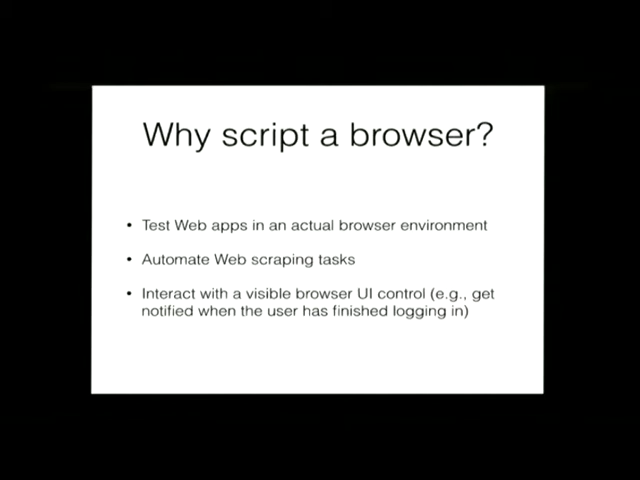 Why script a browser?
• Test Web apps in an actual browser environment
• Automate Web scraping tasks
• Interact with a visible browser UI control (e.g., get
notified when the user has finished logging in)